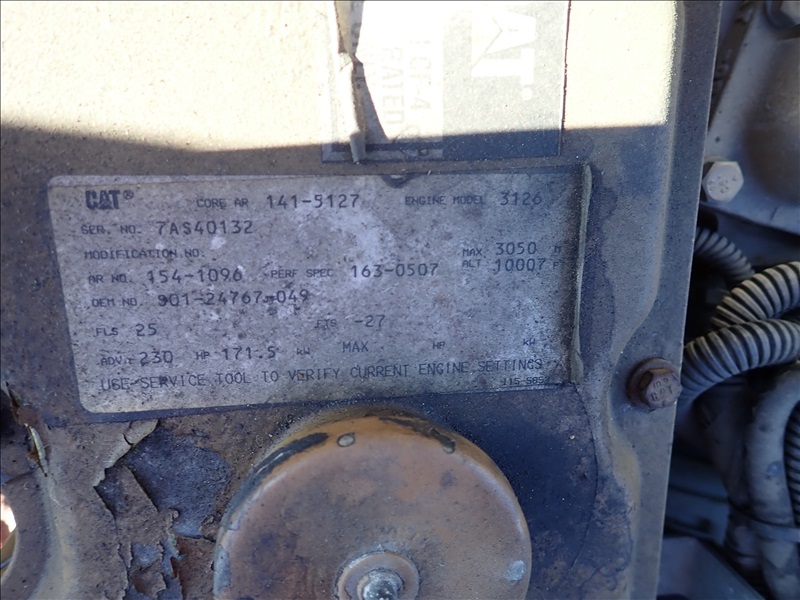 CAT® CORE AR 141-5127 ENGINE MODEL 3126
SER. NO. 7AS40132
MODIFICATION NO.
MAX 3050 M
AR NO. 154-1096 PERF SPEC 163-0507 ALT 10007 F
OEM NO. 901-24767-049
FLS 25 FTS -27
ADV. 230 HP 171.5 kW MAX HP kW
USE SERVICE TOOL TO VERIFY CURRENT ENGINE SETTINGS